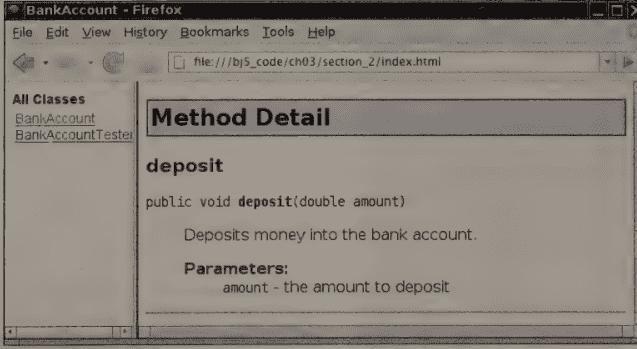 BankAccount - Firefox
File Edit View History Bookmarks Tools Help
file:///bj5_code/ch03/section_2/index.html
All Classes
BankAccount
BankAccountTester
Method Detail
deposit
public void deposit(double amount)
Deposits money into the bank account.
Parameters:
amount - the amount to deposit